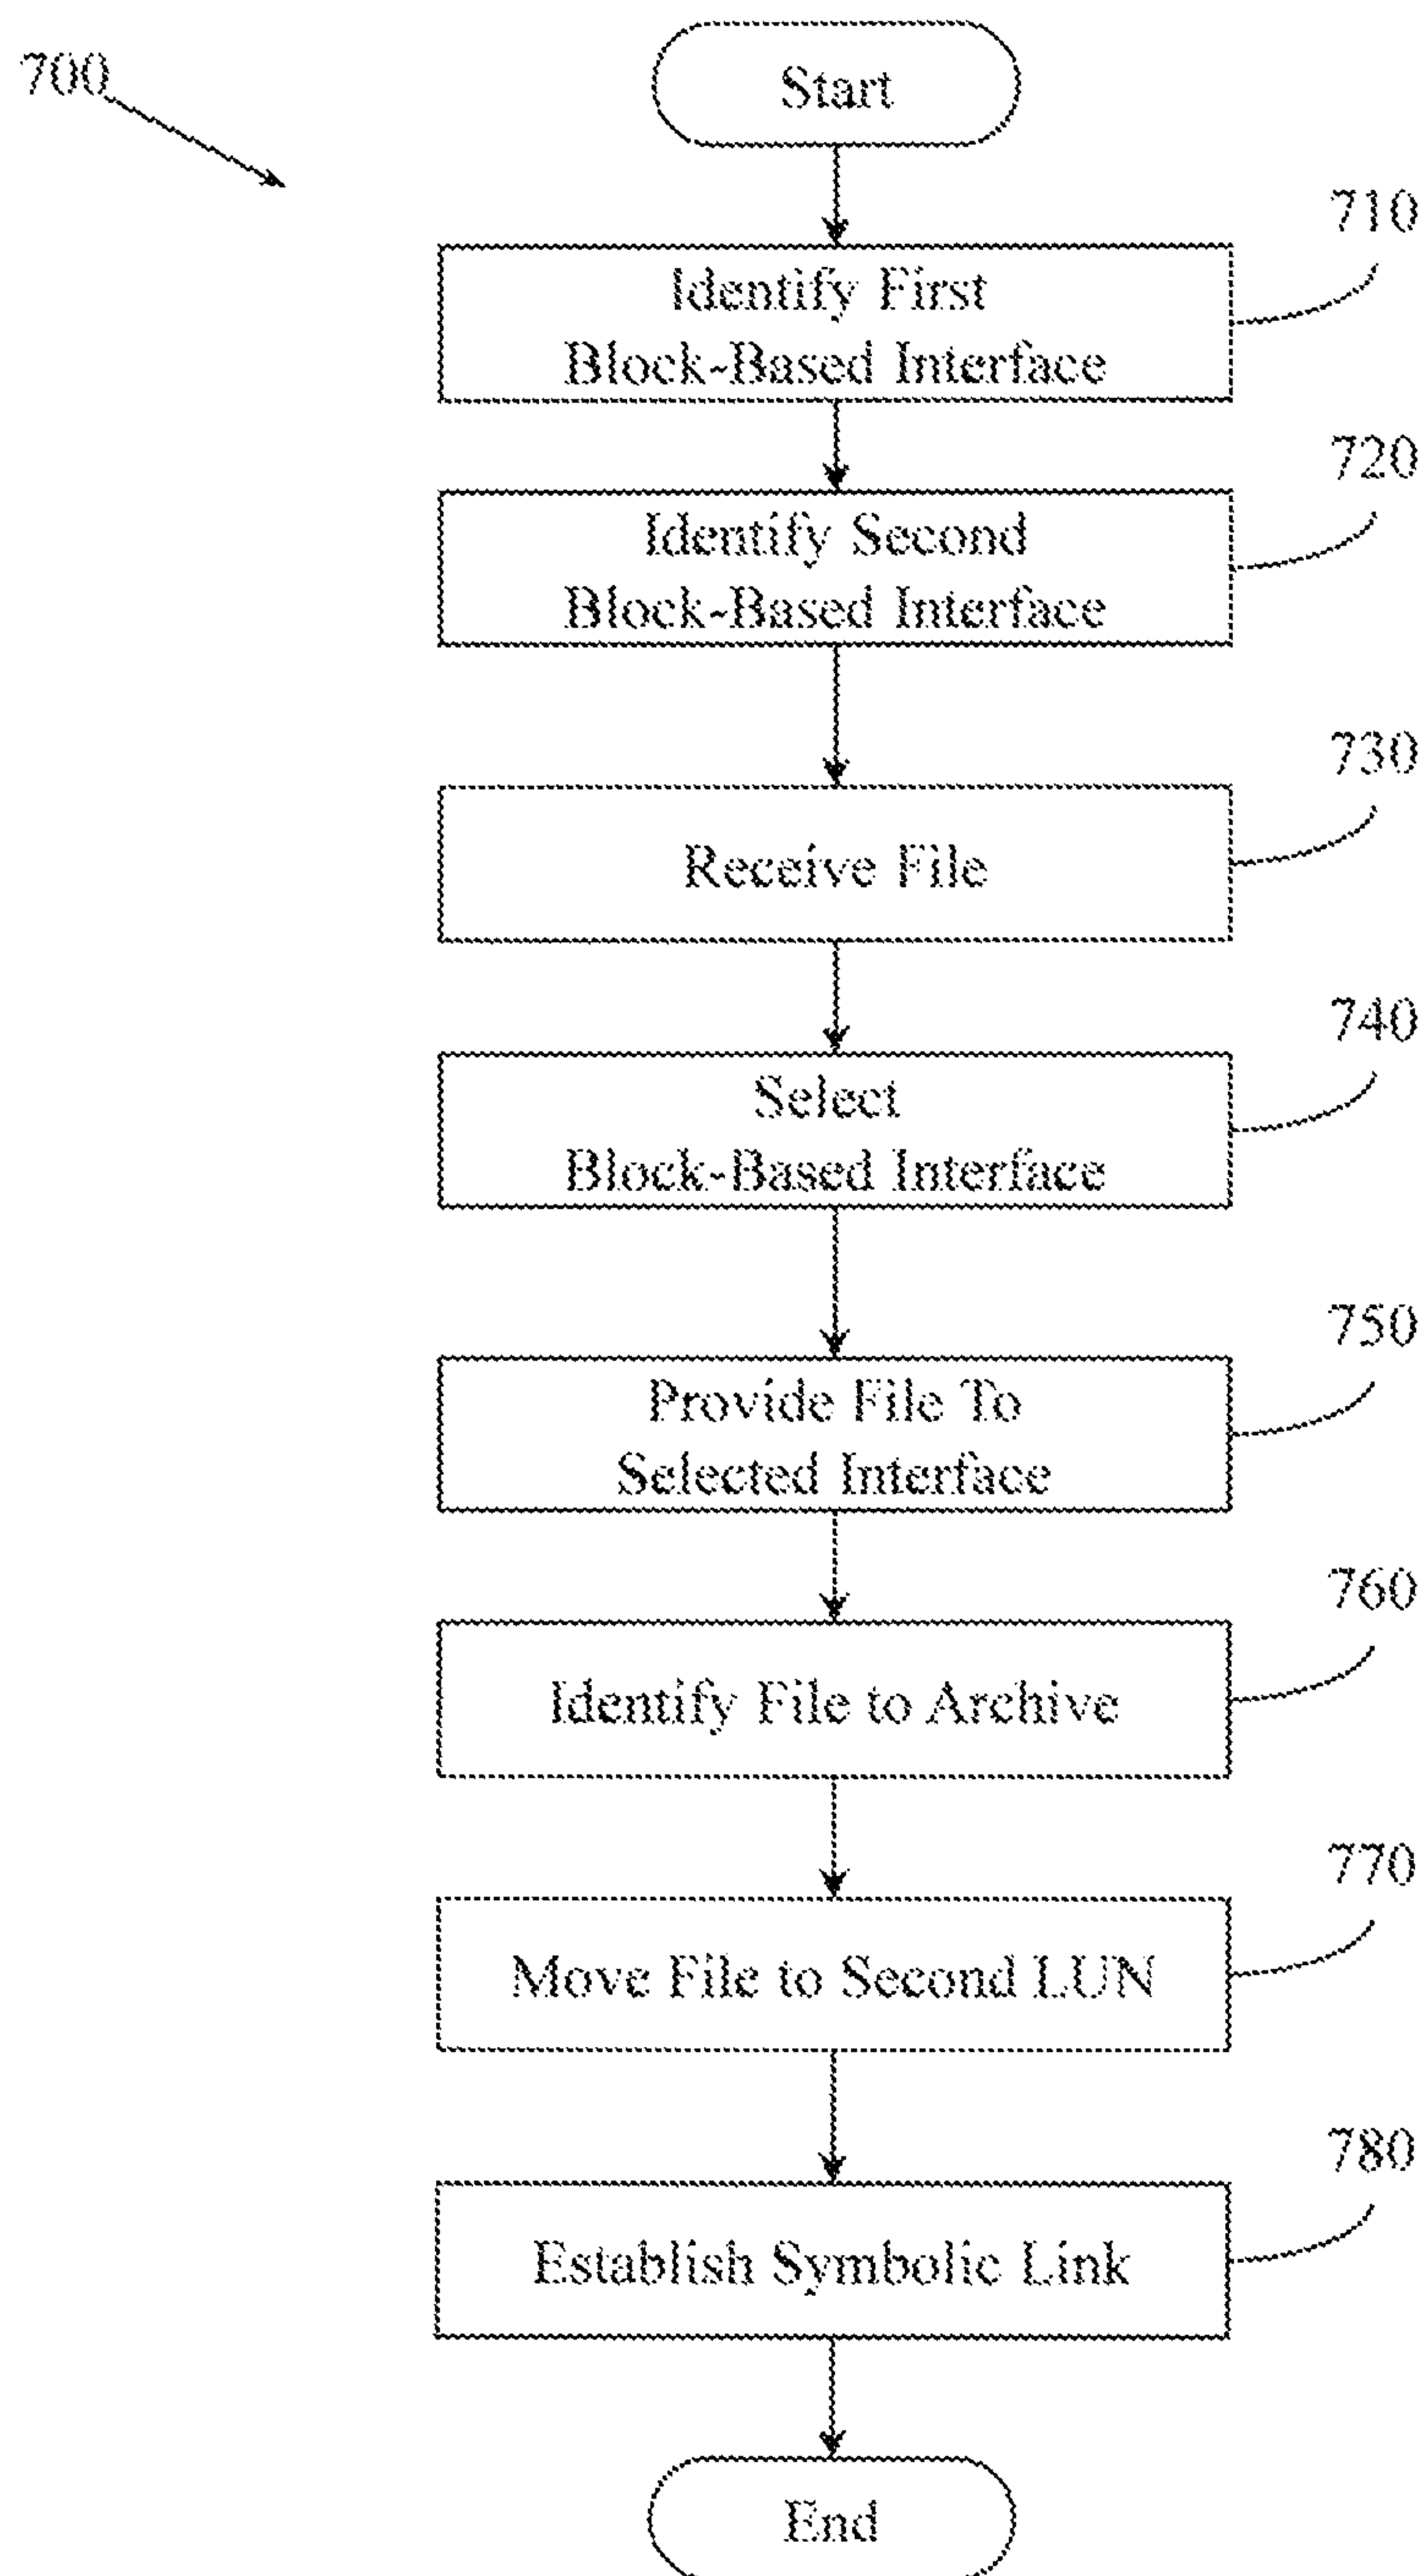 700
Start
710
Identify First
Block-Based Interface
720
Identify Second
Block-Based Interface
730
Receive File
740
Select
Block-Based Interface
750
Provide File To
Selected Interface
760
Identify File to Archive
770
Move File to Second LUN
780
Establish Symbolic Link
End